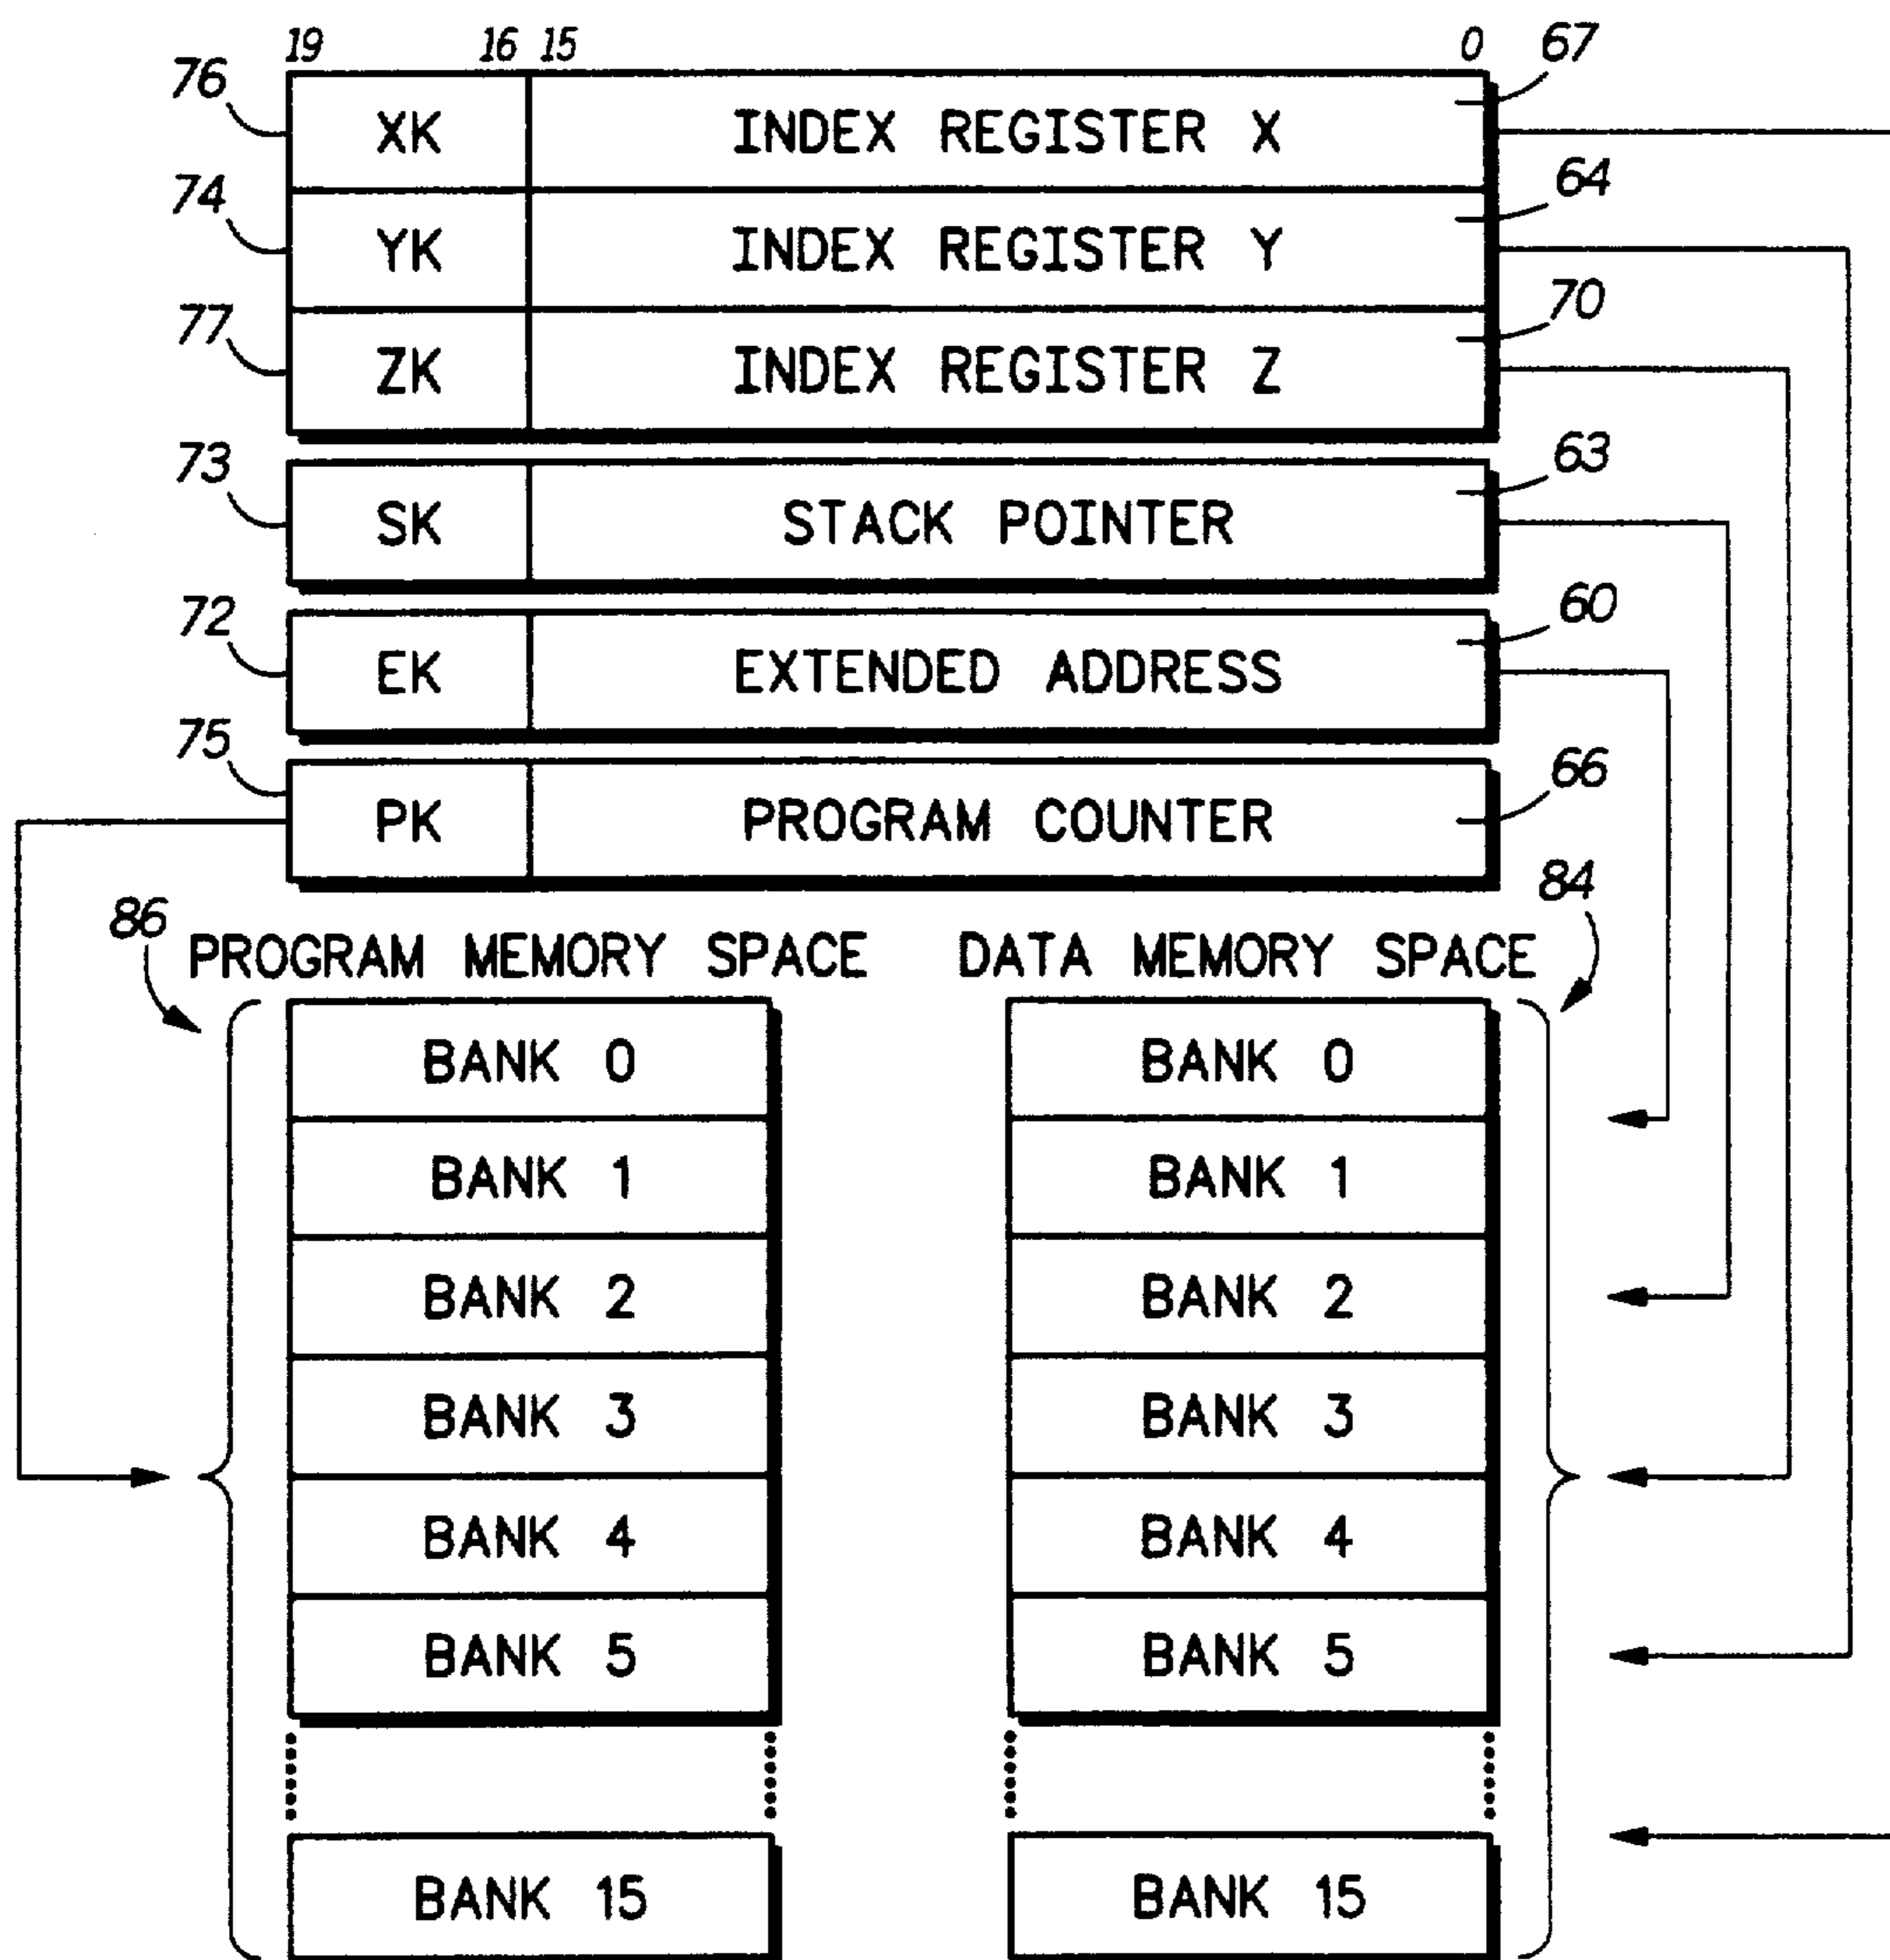 19 16 15 0 67
76 XK INDEX REGISTER X
74 YK INDEX REGISTER Y 64
77 ZK INDEX REGISTER Z 70
73 SK STACK POINTER 63
72 EK EXTENDED ADDRESS 60
75 PK PROGRAM COUNTER 66
86 PROGRAM MEMORY SPACE DATA MEMORY SPACE 84
BANK 0 BANK 0
BANK 1 BANK 1
BANK 2 BANK 2
BANK 3 BANK 3
BANK 4 BANK 4
BANK 5 BANK 5
BANK 15 BANK 15